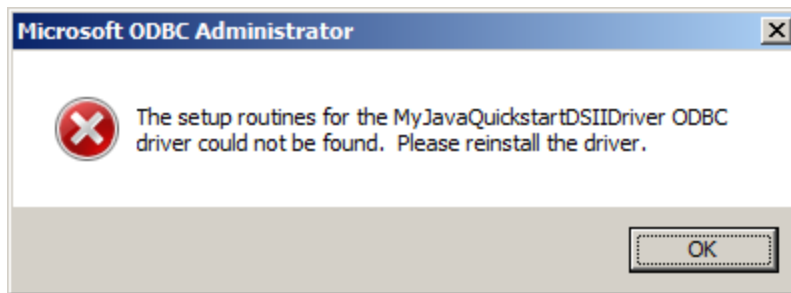 Microsoft ODBC Administrator
The setup routines for the MyJavaQuickstartDSIIDriver ODBC
driver could not be found.  Please reinstall the driver.
OK